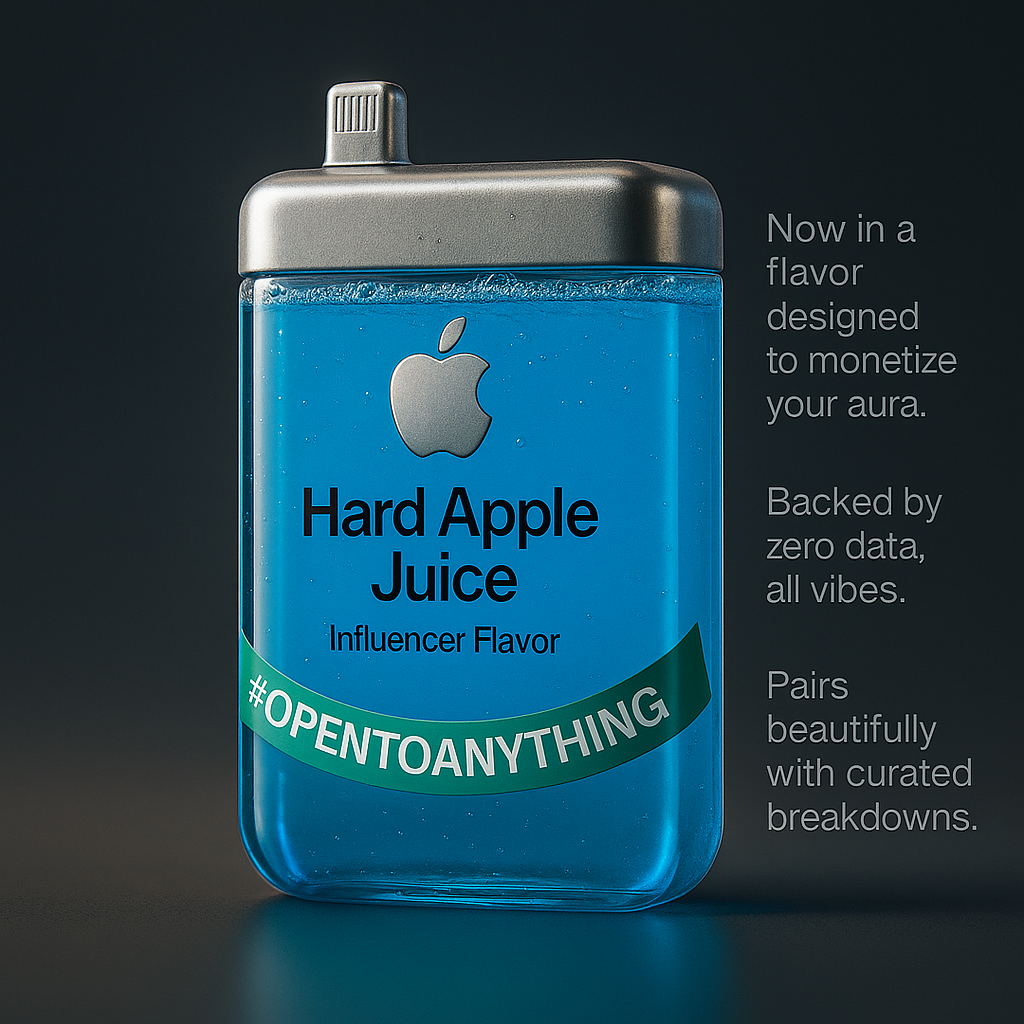 Hard Apple
Juice
Influencer Flavor
#OPENTOANYTHING
Now in a
flavor
designed
to monetize
your aura.
Backed by
zero data,
all vibes.
Pairs
beautifully
with curated
breakdowns.